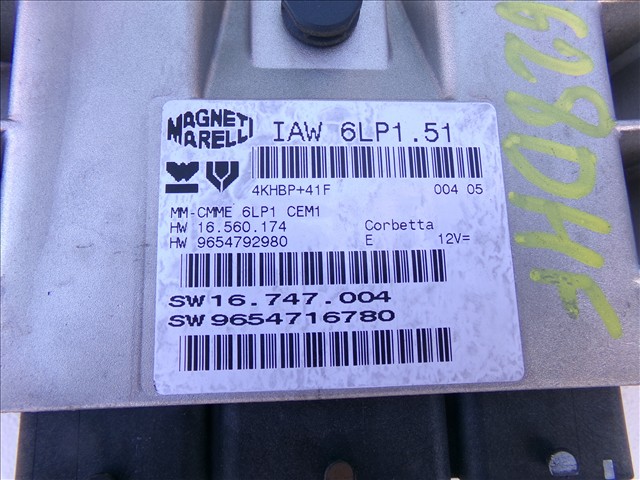 MAGNETI
MARELLI
IAW 6LP1.51
4KHBP+41F 004 05
MM-CMME 6LP1 CEM1
HW 16.560.174 Corbetta
HW 9654792980 E 12V=
SW 16.747.004
SW 9654716780
628DHF